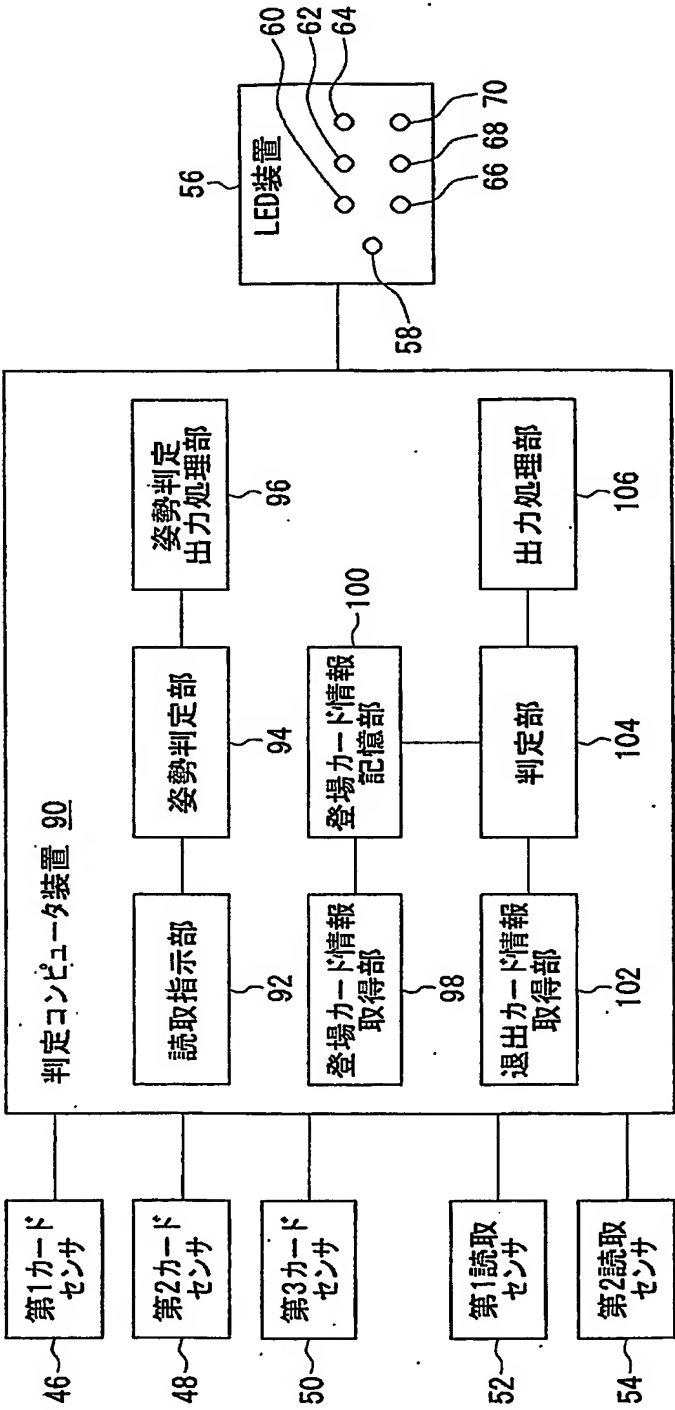 第1カード
センサ
46
第2カード
センサ
48
第3カード
センサ
50
第1読取
センサ
52
第2読取
センサ
54
判定コンピュータ装置 90
読取指示部
92
姿勢判定部
94
姿勢判定
出力処理部
96
登場カード情報
取得部
98
登場カード情報
記憶部
100
退出カード情報
取得部
102
判定部
104
出力処理部
106
LED装置
56
58
60
62
64
66
68
70